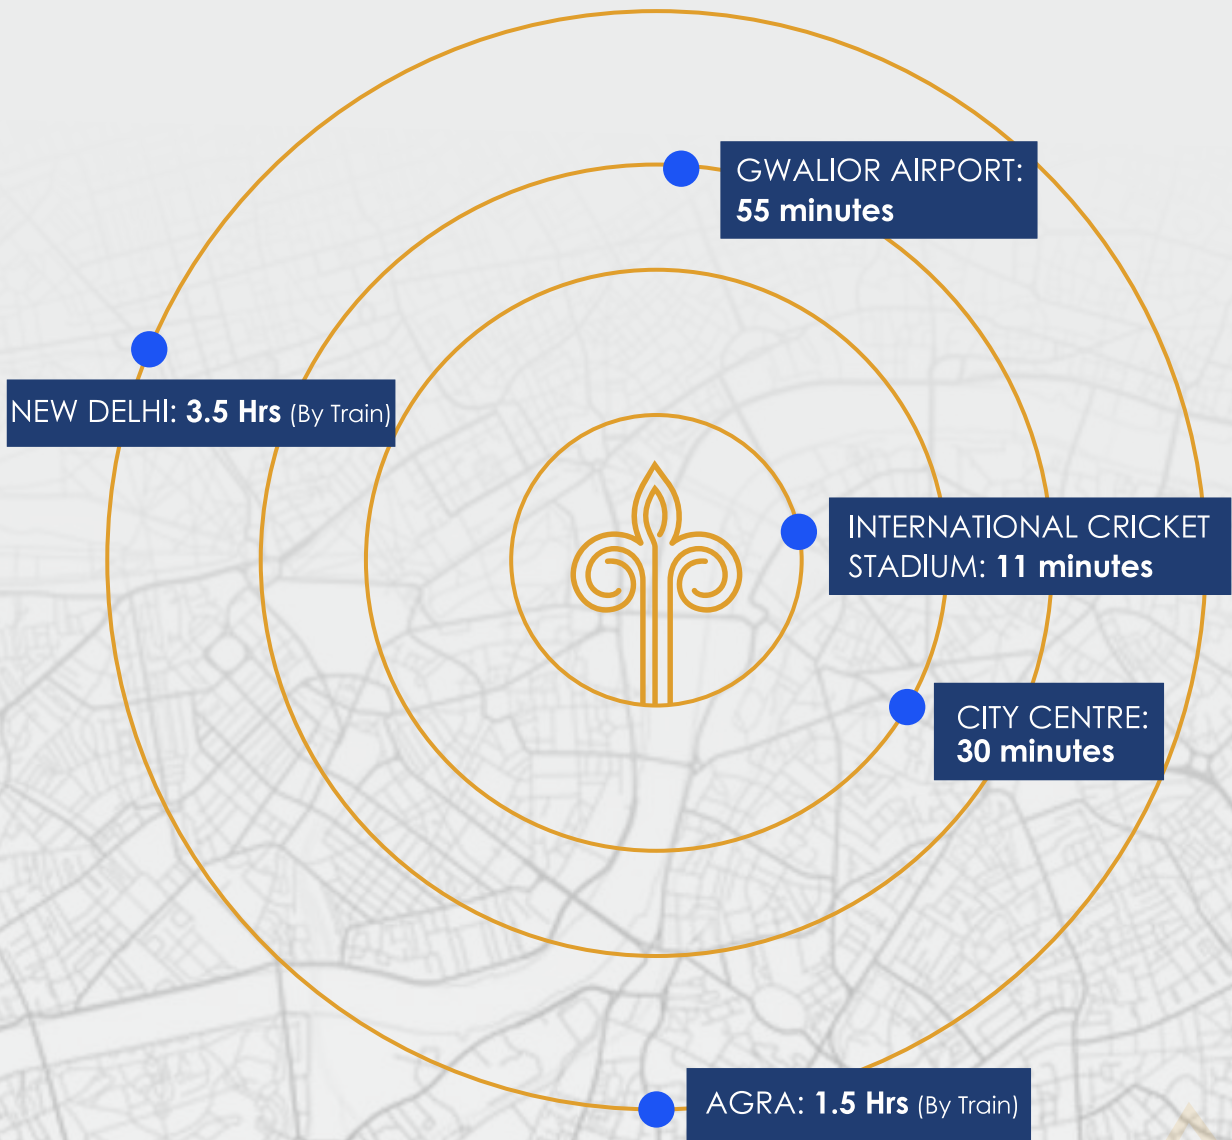 GWALIOR AIRPORT:
55 minutes
NEW DELHI: 3.5 Hrs (By Train)
INTERNATIONAL CRICKET
STADIUM: 11 minutes
CITY CENTRE:
30 minutes
AGRA: 1.5 Hrs (By Train)